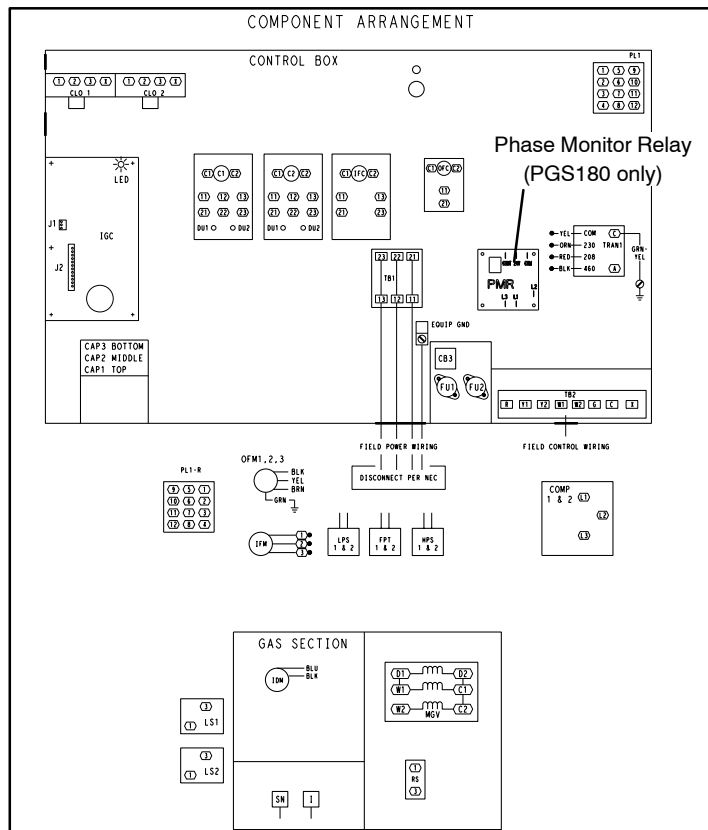 COMPONENT ARRANGEMENT
CONTROL BOX
PL1
1 2 3 X 1 2 3 X
CLO 1 CLO 2
1 5 9
2 6 10
3 7 11
4 8 12
Phase Monitor Relay
(PGS180 only)
LED
J1
IGC
J2
C1 C1 C2
11 12 13
21 22 23
DU1 DU2
C1 C2 C2
11 12 13
21 22 23
DU1 DU2
C1 IFC C2
11 13
21 23
C1 OFC C2
11
21
23 22 21
TB1
13 12 11
PMR
L3 L1 L2
YEL COM C
ORN 230 TRAN1
RED 208
BLK 460 A
GRN-
YEL
EQUIP GND
CAP3 BOTTOM
CAP2 MIDDLE
CAP1 TOP
CB3
FU1 FU2
TB2
R Y1 Y2 W1 W2 G C X
FIELD POWER WIRING
FIELD CONTROL WIRING
DISCONNECT PER NEC
PL1-R
9 5 1
10 6 2
11 7 3
12 8 4
OFM1,2,3
BLK
YEL
BRN
GRN
IFM 1
2
3
LPS
1 & 2
FPT
1 & 2
HPS
1 & 2
COMP
1 & 2
L1
L2
L3
GAS SECTION
IDM
BLU
BLK
D1 D2
W1 C1
W2 C2
MGV
3
1 LS1
3
1 LS2
SN I
1
RS
3